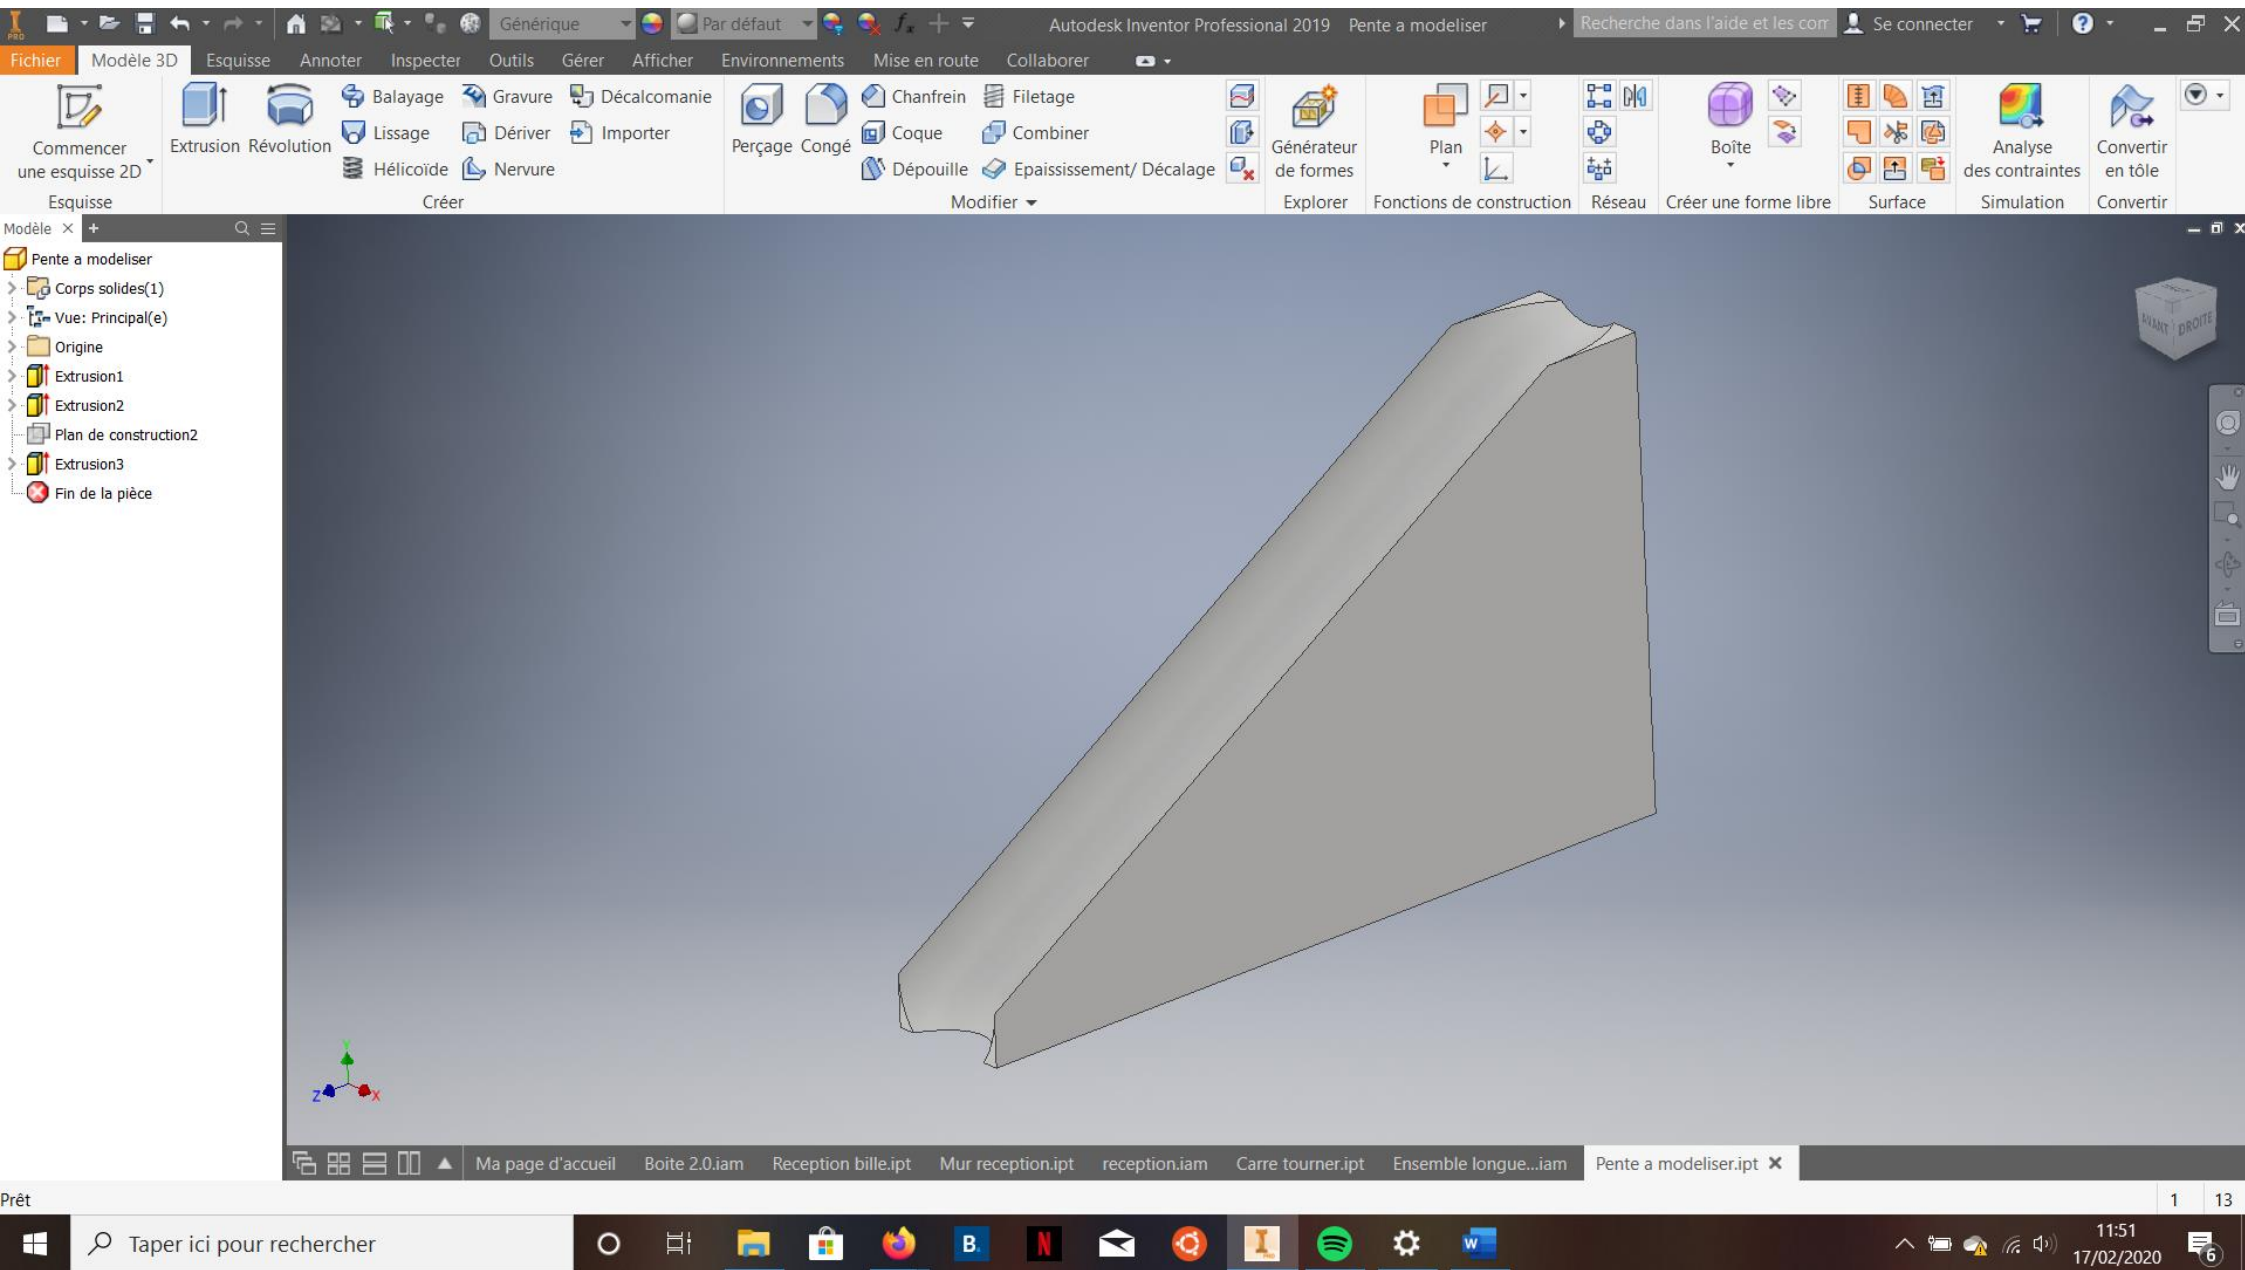 PRO
Générique
Par défaut
Autodesk Inventor Professional 2019 Pente a modeliser
Recherche dans l'aide et les com
Se connecter
Fichier Modèle 3D Esquisse Annoter Inspecter Outils Gérer Afficher Environnements Mise en route Collaborer
Commencer
une esquisse 2D
Extrusion Révolution
Balayage Gravure Décalcomanie
Lissage Dériver Importer
Hélicoïde Nervure
Perçage Congé
Chanfrein Filetage
Coque Combiner
Dépouille Epaississement/ Décalage
Générateur
de formes
Plan
Boîte
Analyse
des contraintes
Convertir
en tôle
Esquisse Créer Modifier Explorer Fonctions de construction Réseau Créer une forme libre Surface Simulation Convertir
Modèle
Pente a modeliser
Corps solides(1)
Vue: Principal(e)
Origine
Extrusion1
Extrusion2
Plan de construction2
Extrusion3
Fin de la pièce
AVANT DROITE
Y
Z X
Ma page d'accueil Boite 2.0.iam Reception bille.ipt Mur reception.ipt reception.iam Carre tourner.ipt Ensemble longue...iam Pente a modeliser.ipt
Prêt
1 13
Taper ici pour rechercher
B.
N
11:51
17/02/2020
6